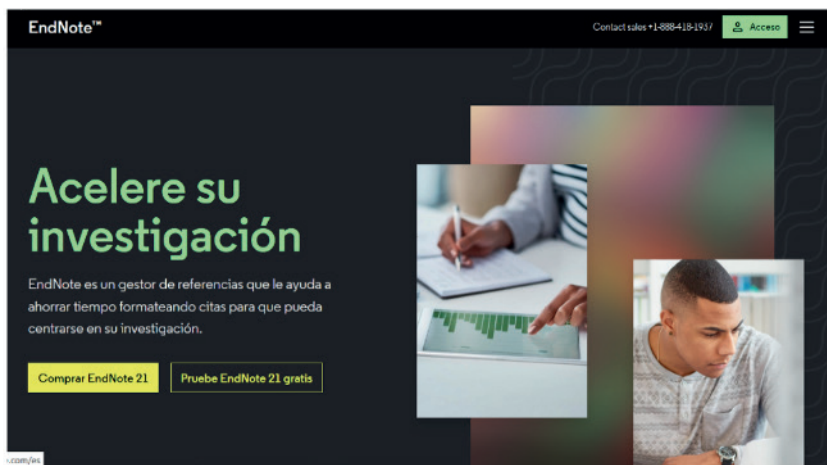 EndNote™
Contact sales +1-888-418-1937
Acceso
Acelere su
investigación
EndNote es un gestor de referencias que le ayuda a
ahorrar tiempo formateando citas para que pueda
centrarse en su investigación.
Comprar EndNote 21
Pruebe EndNote 21 gratis
.com/es